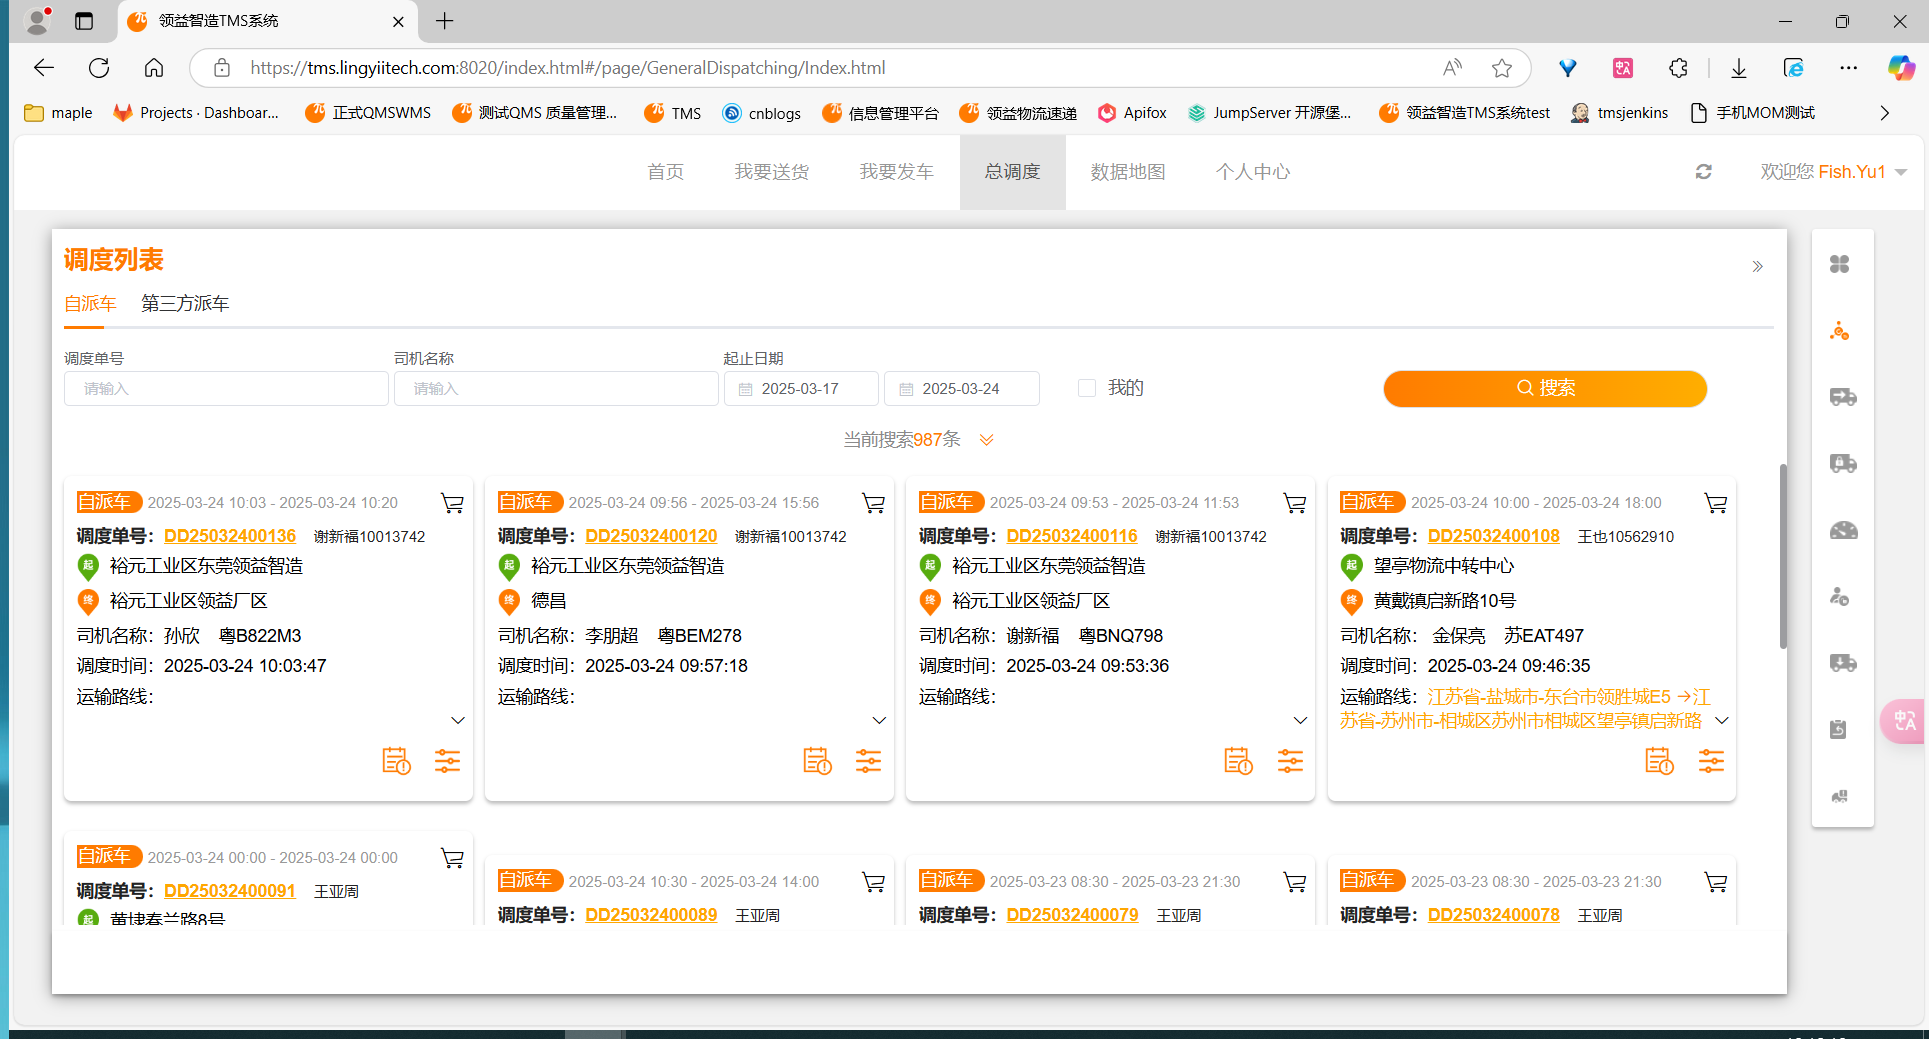 领益智造TMS系统
https://tms.lingyiitech.com:8020/index.html#/page/GeneralDispatching/Index.html
maple
Projects · Dashboar...
正式QMSWMS
测试QMS 质量管理...
TMS
cnblogs
信息管理平台
领益物流速递
Apifox
JumpServer 开源堡...
领益智造TMS系统test
tmsjenkins
手机MOM测试
首页
我要送货
我要发车
总调度
数据地图
个人中心
欢迎您 Fish.Yu1
调度列表
自派车 第三方派车
调度单号
请输入
司机名称
请输入
起止日期
2025-03-17
2025-03-24
我的
搜索
当前搜索987条
自派车 2025-03-24 10:03 - 2025-03-24 10:20
调度单号: DD25032400136 谢新福10013742
起 裕元工业区东莞领益智造
终 裕元工业区领益厂区
司机名称: 孙欣 粤B822M3
调度时间: 2025-03-24 10:03:47
运输路线:
自派车 2025-03-24 09:56 - 2025-03-24 15:56
调度单号: DD25032400120 谢新福10013742
起 裕元工业区东莞领益智造
终 德昌
司机名称: 李朋超 粤BEM278
调度时间: 2025-03-24 09:57:18
运输路线:
自派车 2025-03-24 09:53 - 2025-03-24 11:53
调度单号: DD25032400116 谢新福10013742
起 裕元工业区东莞领益智造
终 裕元工业区领益厂区
司机名称: 谢新福 粤BNQ798
调度时间: 2025-03-24 09:53:36
运输路线:
自派车 2025-03-24 10:00 - 2025-03-24 18:00
调度单号: DD25032400108 王也10562910
起 望亭物流中转中心
终 黄戴镇启新路10号
司机名称: 金保亮 苏EAT497
调度时间: 2025-03-24 09:46:35
运输路线: 江苏省-盐城市-东台市领胜城E5 →江
苏省-苏州市-相城区苏州市相城区望亭镇启新路
自派车 2025-03-24 00:00 - 2025-03-24 00:00
调度单号: DD25032400091 王亚周
起 黄埭春兰路8号
自派车 2025-03-24 10:30 - 2025-03-24 14:00
调度单号: DD25032400089 王亚周
自派车 2025-03-23 08:30 - 2025-03-23 21:30
调度单号: DD25032400079 王亚周
自派车 2025-03-23 08:30 - 2025-03-23 21:30
调度单号: DD25032400078 王亚周